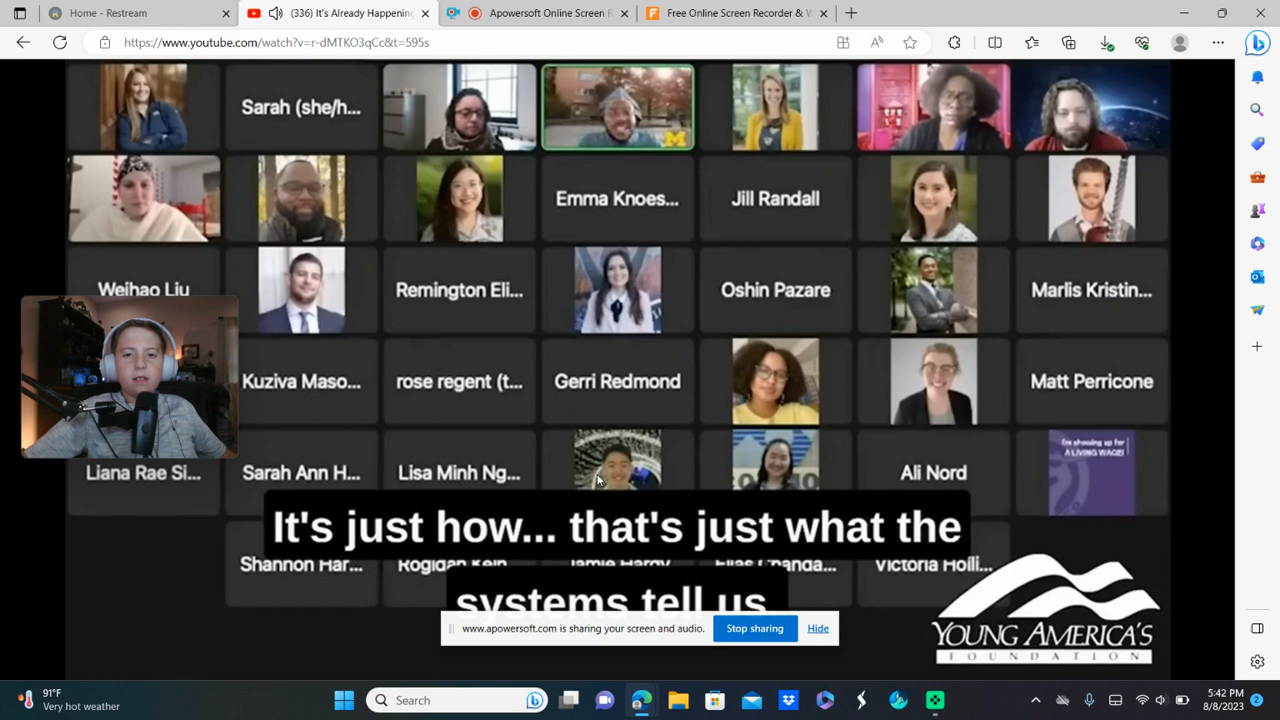 Home - Restream
(336) It's Already Happening
Apowersoft Online Screen R
Free Online Screen Recorder & V
https://www.youtube.com/watch?v=r-dMTKO3qCc&t=595s
Sarah (she/h...
M
Emma Knoes...
Jill Randall
Weihao Liu
Remington Eli...
Oshin Pazare
Marlis Kristin...
Kuziva Maso...
rose regent (t...
Gerri Redmond
Matt Perricone
Liana Rae Si...
Sarah Ann H...
Lisa Minh Ng...
Ali Nord
I'm showing up for
A LIVING WAGE!
It's just how... that's just what the
Shannon Har...
Jamie Hardy
Victoria Holli...
systems tell us
YOUNG AMERICA'S
FOUNDATION
www.apowersoft.com is sharing your screen and audio.
Stop sharing
Hide
91°F
Very hot weather
Search
5:42 PM
8/8/2023
2